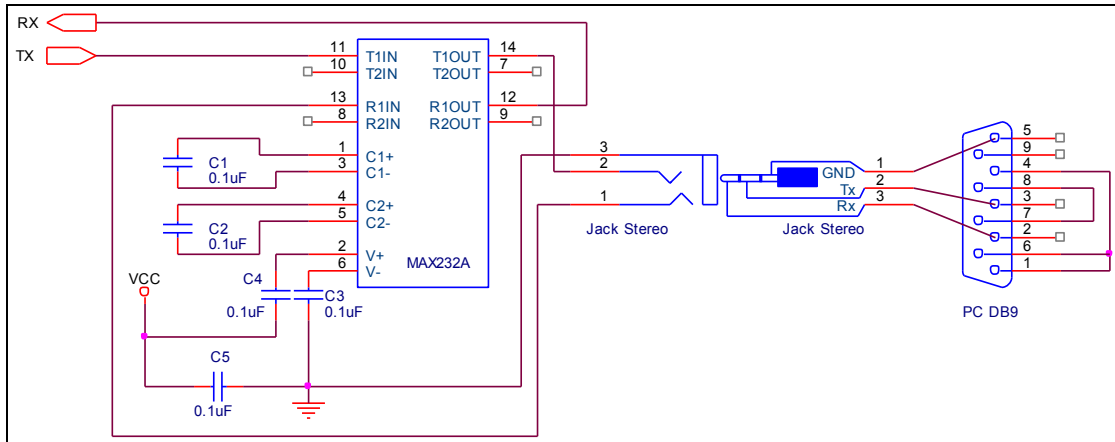 RX
TX
11
T1IN
T1OUT
14
10
T2IN
T2OUT
7
13
R1IN
R1OUT
12
8
R2IN
R2OUT
9
1
C1+
3
C1-
4
C2+
5
C2-
2
V+
6
V-
MAX232A
C1
0.1uF
C2
0.1uF
C4
0.1uF
C3
0.1uF
VCC
C5
0.1uF
3
2
1
Jack Stereo
GND
Tx
Rx
1
2
3
Jack Stereo
5
9
4
8
3
7
2
6
1
PC DB9